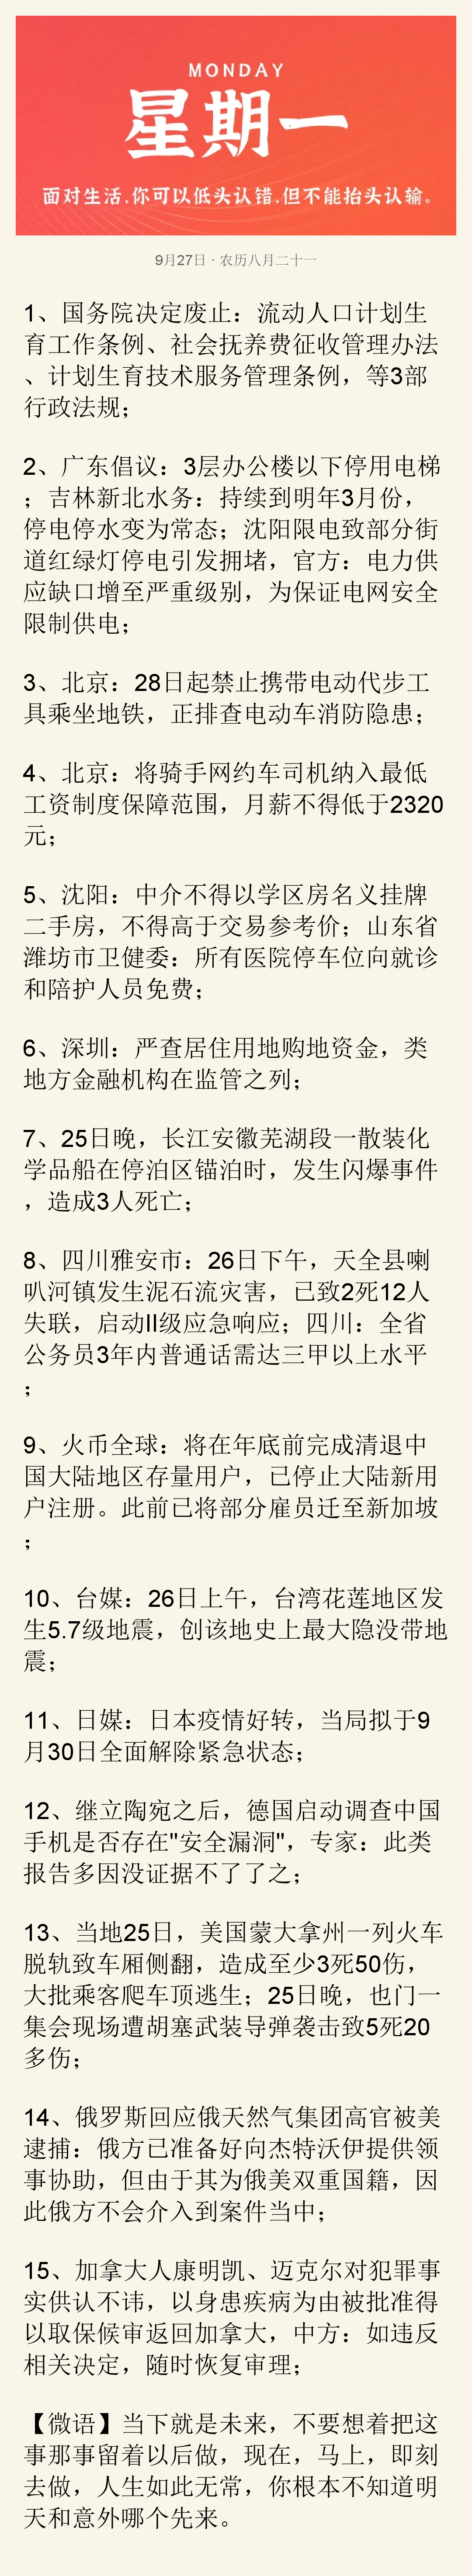 MONDAY
星期一
面对生活,你可以低头认错,但不能抬头认输。
9月27日 · 农历八月二十一
1、国务院决定废止：流动人口计划生
育工作条例、社会抚养费征收管理办法
、计划生育技术服务管理条例，等3部
行政法规；
2、广东倡议：3层办公楼以下停用电梯
；吉林新北水务：持续到明年3月份，
停电停水变为常态；沈阳限电致部分街
道红绿灯停电引发拥堵，官方：电力供
应缺口增至严重级别，为保证电网安全
限制供电；
3、北京：28日起禁止携带电动代步工
具乘坐地铁，正排查电动车消防隐患；
4、北京：将骑手网约车司机纳入最低
工资制度保障范围，月薪不得低于2320
元；
5、沈阳：中介不得以学区房名义挂牌
二手房，不得高于交易参考价；山东省
潍坊市卫健委：所有医院停车位向就诊
和陪护人员免费；
6、深圳：严查居住用地购地资金，类
地方金融机构在监管之列；
7、25日晚，长江安徽芜湖段一散装化
学品船在停泊区锚泊时，发生闪爆事件
，造成3人死亡；
8、四川雅安市：26日下午，天全县喇
叭河镇发生泥石流灾害，已致2死12人
失联，启动II级应急响应；四川：全省
公务员3年内普通话需达三甲以上水平
；
9、火币全球：将在年底前完成清退中
国大陆地区存量用户，已停止大陆新用
户注册。此前已将部分雇员迁至新加坡
；
10、台媒：26日上午，台湾花莲地区发
生5.7级地震，创该地史上最大隐没带地
震；
11、日媒：日本疫情好转，当局拟于9
月30日全面解除紧急状态；
12、继立陶宛之后，德国启动调查中国
手机是否存在"安全漏洞"，专家：此类
报告多因没证据不了了之；
13、当地25日，美国蒙大拿州一列火车
脱轨致车厢侧翻，造成至少3死50伤，
大批乘客爬车顶逃生；25日晚，也门一
集会现场遭胡塞武装导弹袭击致5死20
多伤；
14、俄罗斯回应俄天然气集团高官被美
逮捕：俄方已准备好向杰特沃伊提供领
事协助，但由于其为俄美双重国籍，因
此俄方不会介入到案件当中；
15、加拿大人康明凯、迈克尔对犯罪事
实供认不讳，以身患疾病为由被批准得
以取保候审返回加拿大，中方：如违反
相关决定，随时恢复审理；
【微语】当下就是未来，不要想着把这
事那事留着以后做，现在，马上，即刻
去做，人生如此无常，你根本不知道明
天和意外哪个先来。